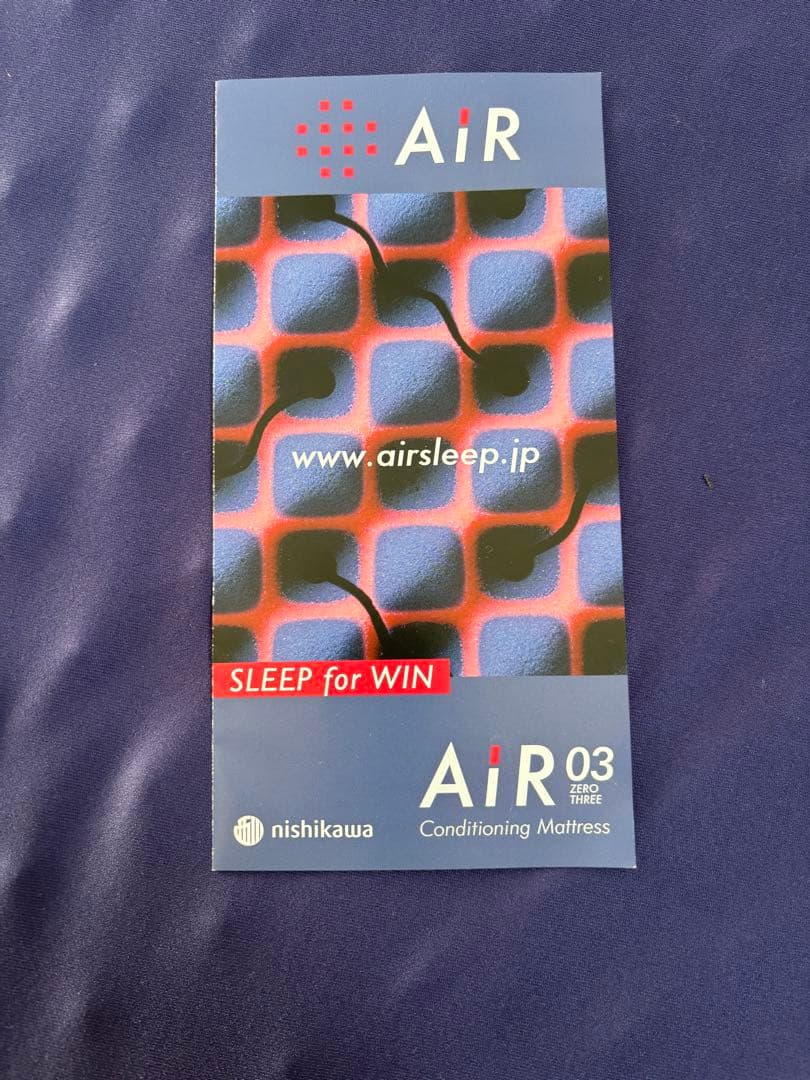 AiR
www.airsleep.jp
SLEEP for WIN
AiR 03
ZERO
THREE
nishikawa
Conditioning Mattress